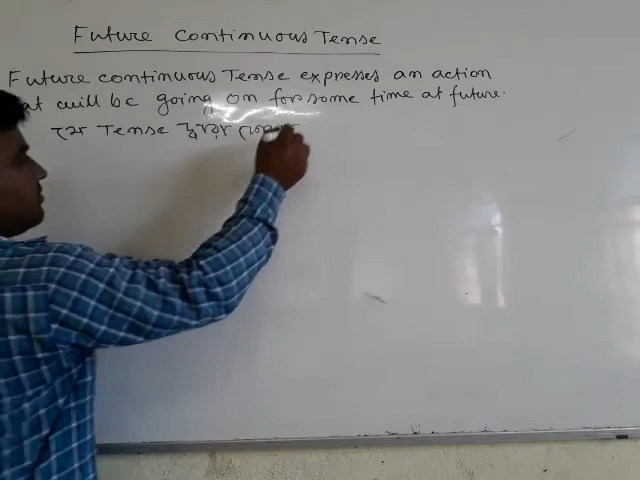 Future continuous Tense
Future continuous Tense expresses an action
at will be going on for some time at future.
যে Tense দ্বারা